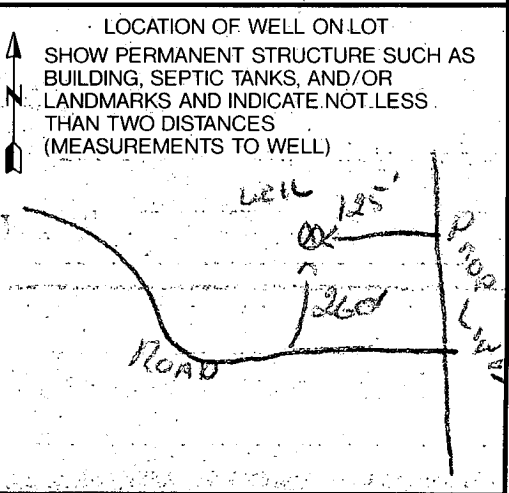 LOCATION OF WELL ON LOT
SHOW PERMANENT STRUCTURE SUCH AS
BUILDING, SEPTIC TANKS, AND/OR
LANDMARKS AND INDICATE NOT LESS
THAN TWO DISTANCES
(MEASUREMENTS TO WELL)
N
WELL
125'
260'
ROAD
PROP LINE